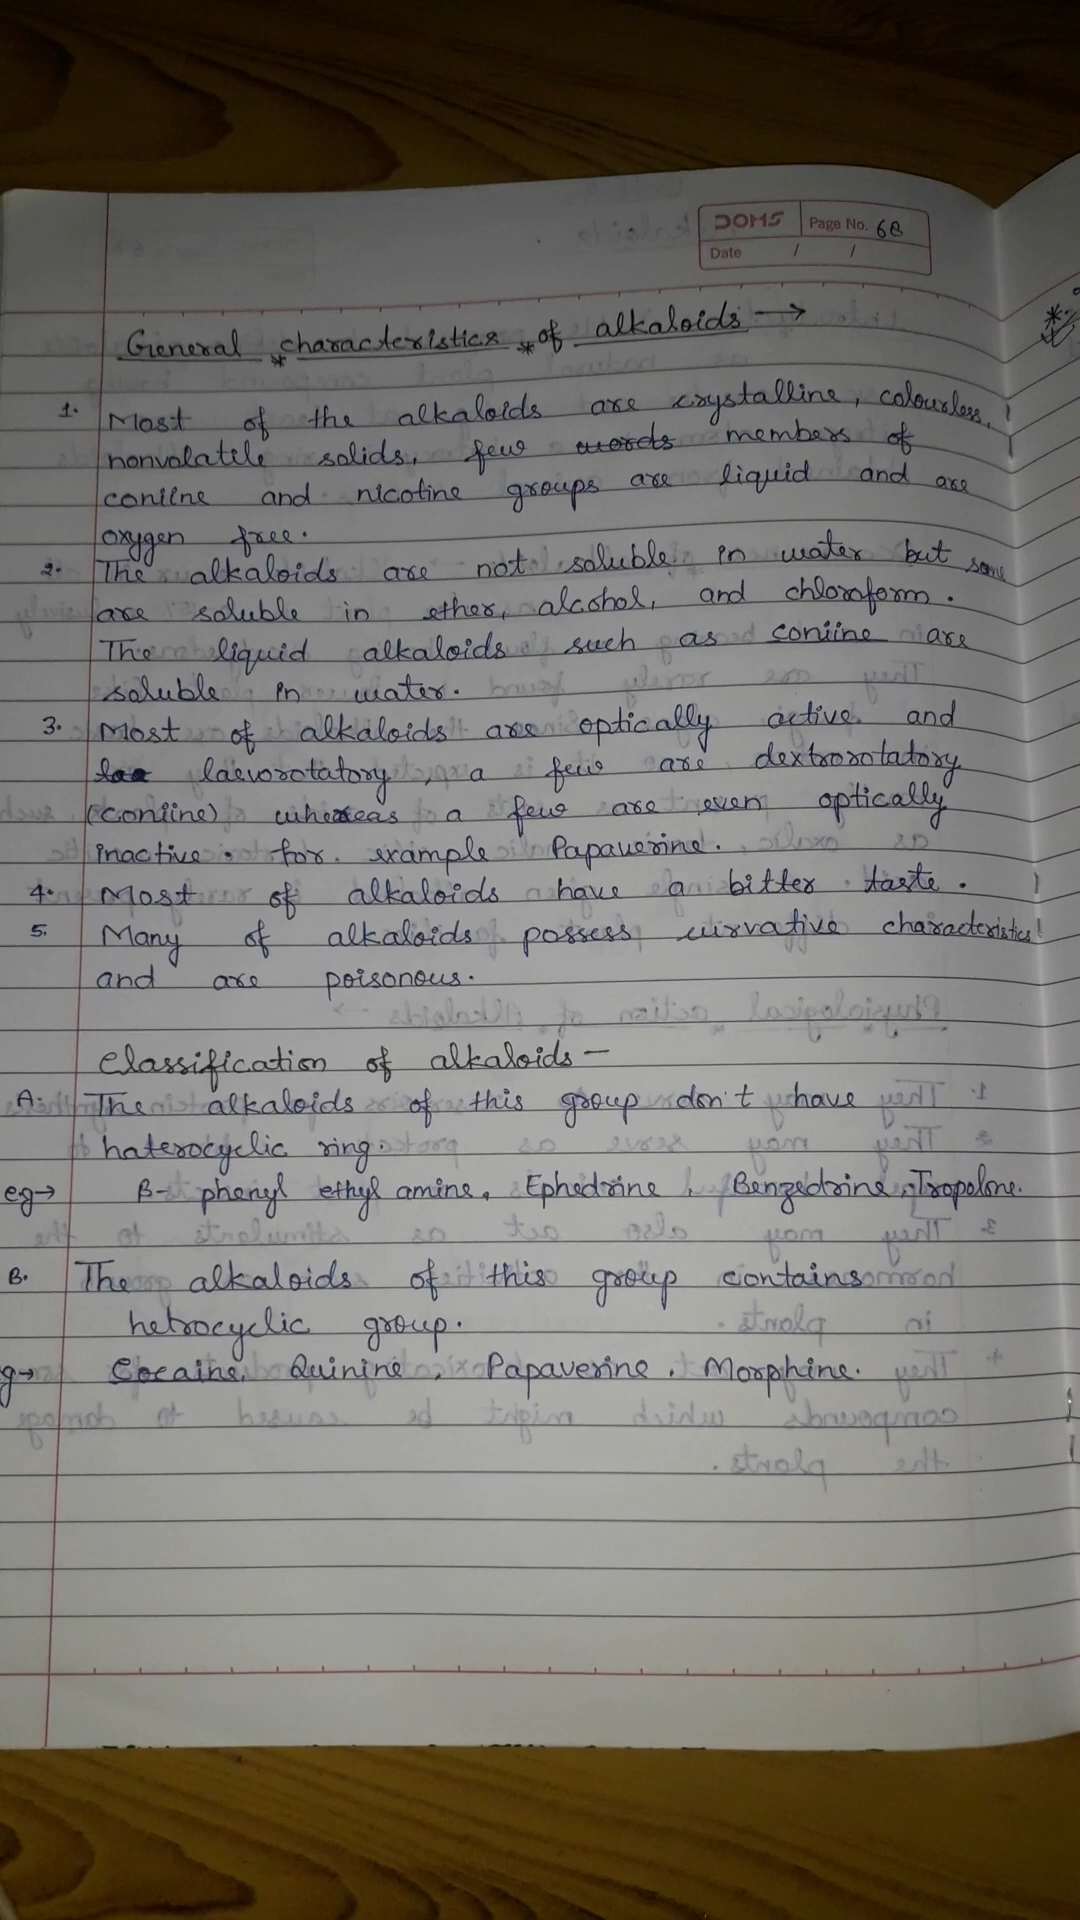 DOMS Page No. 68
Date / /
General characteristics of alkaloids →
1. Most of the alkaloids are crystalline, colourless,
nonvolatile solids, few words members of
coniine and nicotine groups are liquid and are
oxygen free.
2. The alkaloids are not soluble in water but some
are soluble in ether, alcohol, and chloroform.
The liquid alkaloids such as coniine are
soluble in water.
3. Most of alkaloids are optically active and
laevorotatory, a few are dextrorotatory
(coniine) whereas a few are even optically
inactive. for example Papaverine.
4. Most of alkaloids have a bitter taste.
5. Many of alkaloids possess curvative characteristics
and are poisonous.
Classification of alkaloids -
A. The alkaloids of this group don't have
haterocyclic ring.
eg→ β- phenyl ethyl amine, Ephedrine, Benzedrine, Tropolone.
B. The alkaloids of this group contains
hetrocyclic group.
g→ Cocaine, Quinine, Papaverine, Morphine.